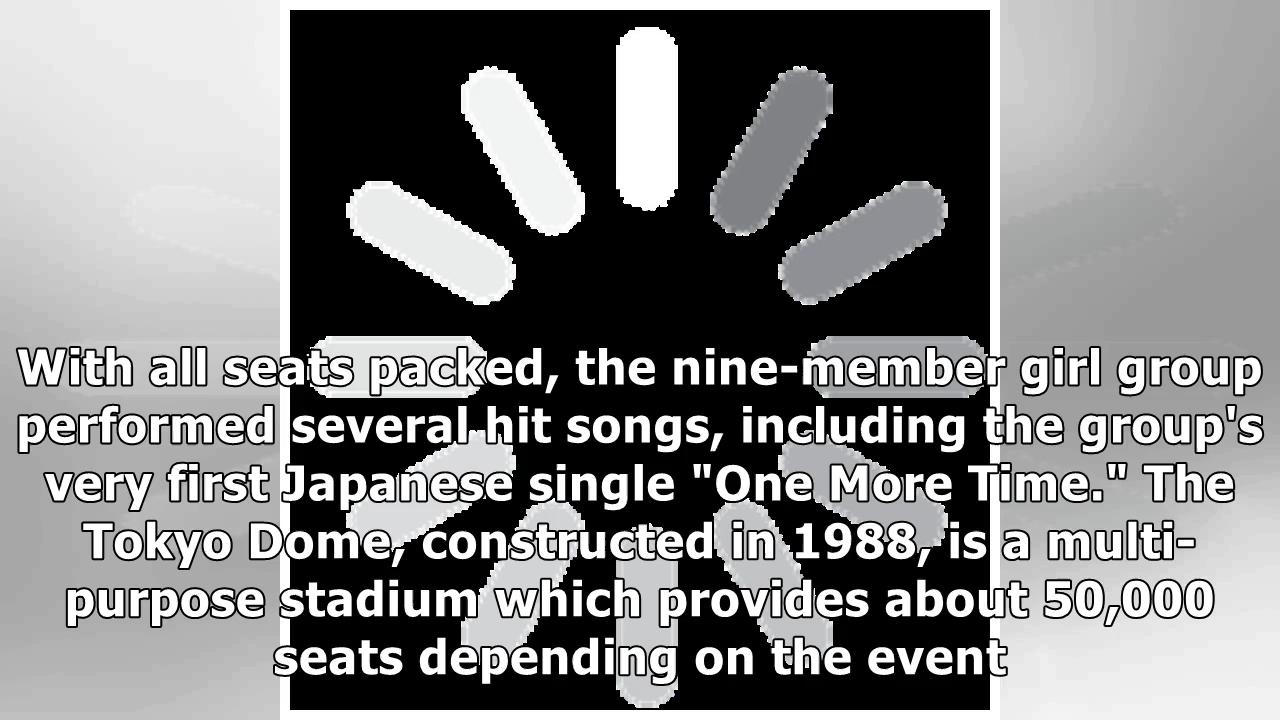 With all seats packed, the nine-member girl group
performed several hit songs, including the group's
very first Japanese single "One More Time." The
Tokyo Dome, constructed in 1988, is a multi-
purpose stadium which provides about 50,000
seats depending on the event